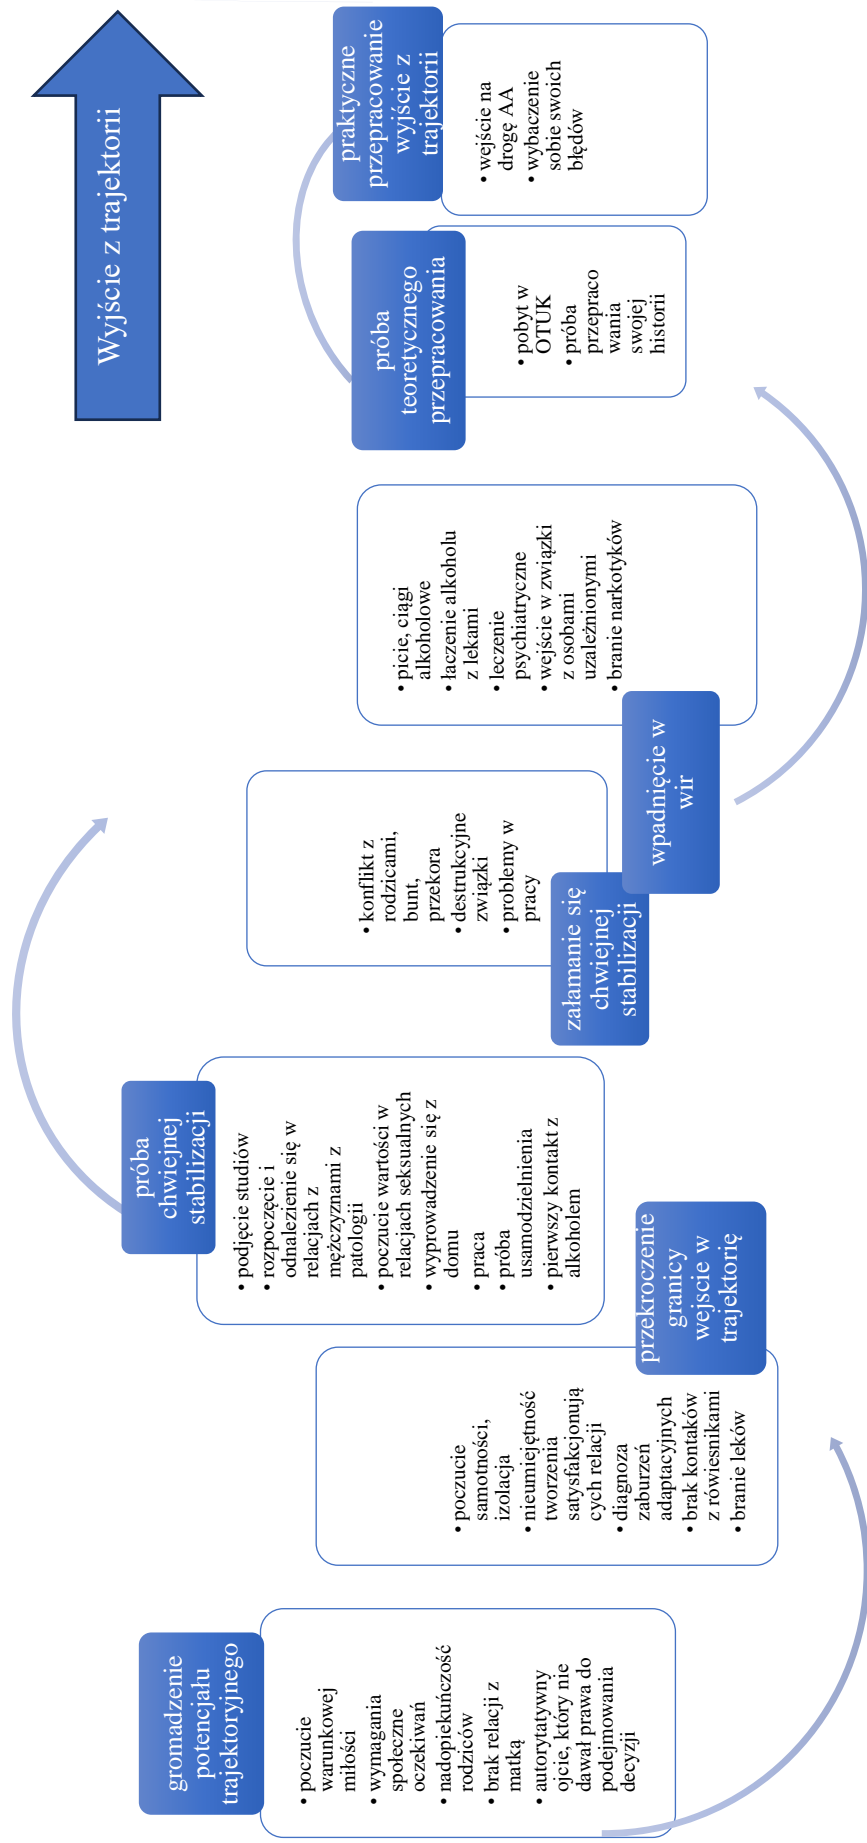 gromadzenie
potencjału
trajektoryjnego
• poczucie
warunkowej
miłości
• wymagania
społeczne
oczekiwań
• nadopiekuńczość
rodziców
• brak relacji z
matką
• autorytatywny
ojcie, który nie
dawał prawa do
podejmowania
decyzji
• poczucie
samotności,
izolacja
• nieumiejętność
tworzenia
satysfakcjonują
cych relacji
• diagnoza
zaburzeń
adaptacyjnych
• brak kontaków
z rówiesnikami
• branie leków
przekroczenie
granicy
wejscie w
trajektorię
próba
chwiejnej
stabilizacji
• podjęcie studiów
• rozpoczęcie i
odnalezienie się w
relacjach z
mężczyznami z
patologii
• poczucie wartości w
relacjach seksualnych
• wyprowadzenie się z
domu
• praca
• próba
usamodzielnienia
• pierwszy kontakt z
alkoholem
• konflikt z
rodzicami,
bunt,
przekora
• destrukcyjne
związki
• problemy w
pracy
załamanie się
chwiejnej
stabilizacji
• picie, ciągi
alkoholowe
• łaczenie alkoholu
z lekami
• leczenie
psychiatryczne
• wejście w związki
z osobami
uzależnionymi
• branie narkotyków
wpadnięcie w
wir
próba
teoretycznego
przepracowania
• pobyt w
OTUK
• próba
przepraco
wania
swojej
historii
praktyczne
przepracowanie
wyjście z
trajektorii
• wejście na
drogę AA
• wybaczenie
sobie swoich
błędów
Wyjście z trajektorii